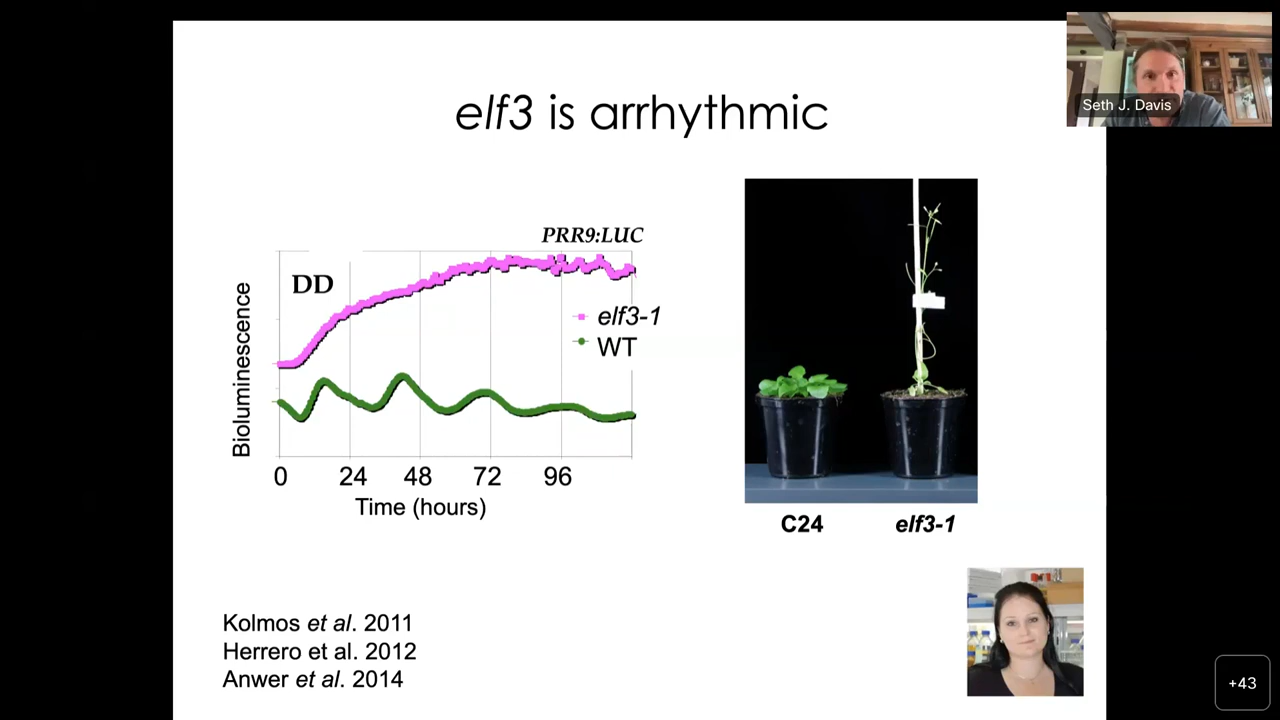 elf3 is arrhythmic
Seth J. Davis
PRR9:LUC
DD
elf3-1
WT
Bioluminescence
0 24 48 72 96
Time (hours)
C24 elf3-1
Kolmos et al. 2011
Herrero et al. 2012
Anwer et al. 2014
+43